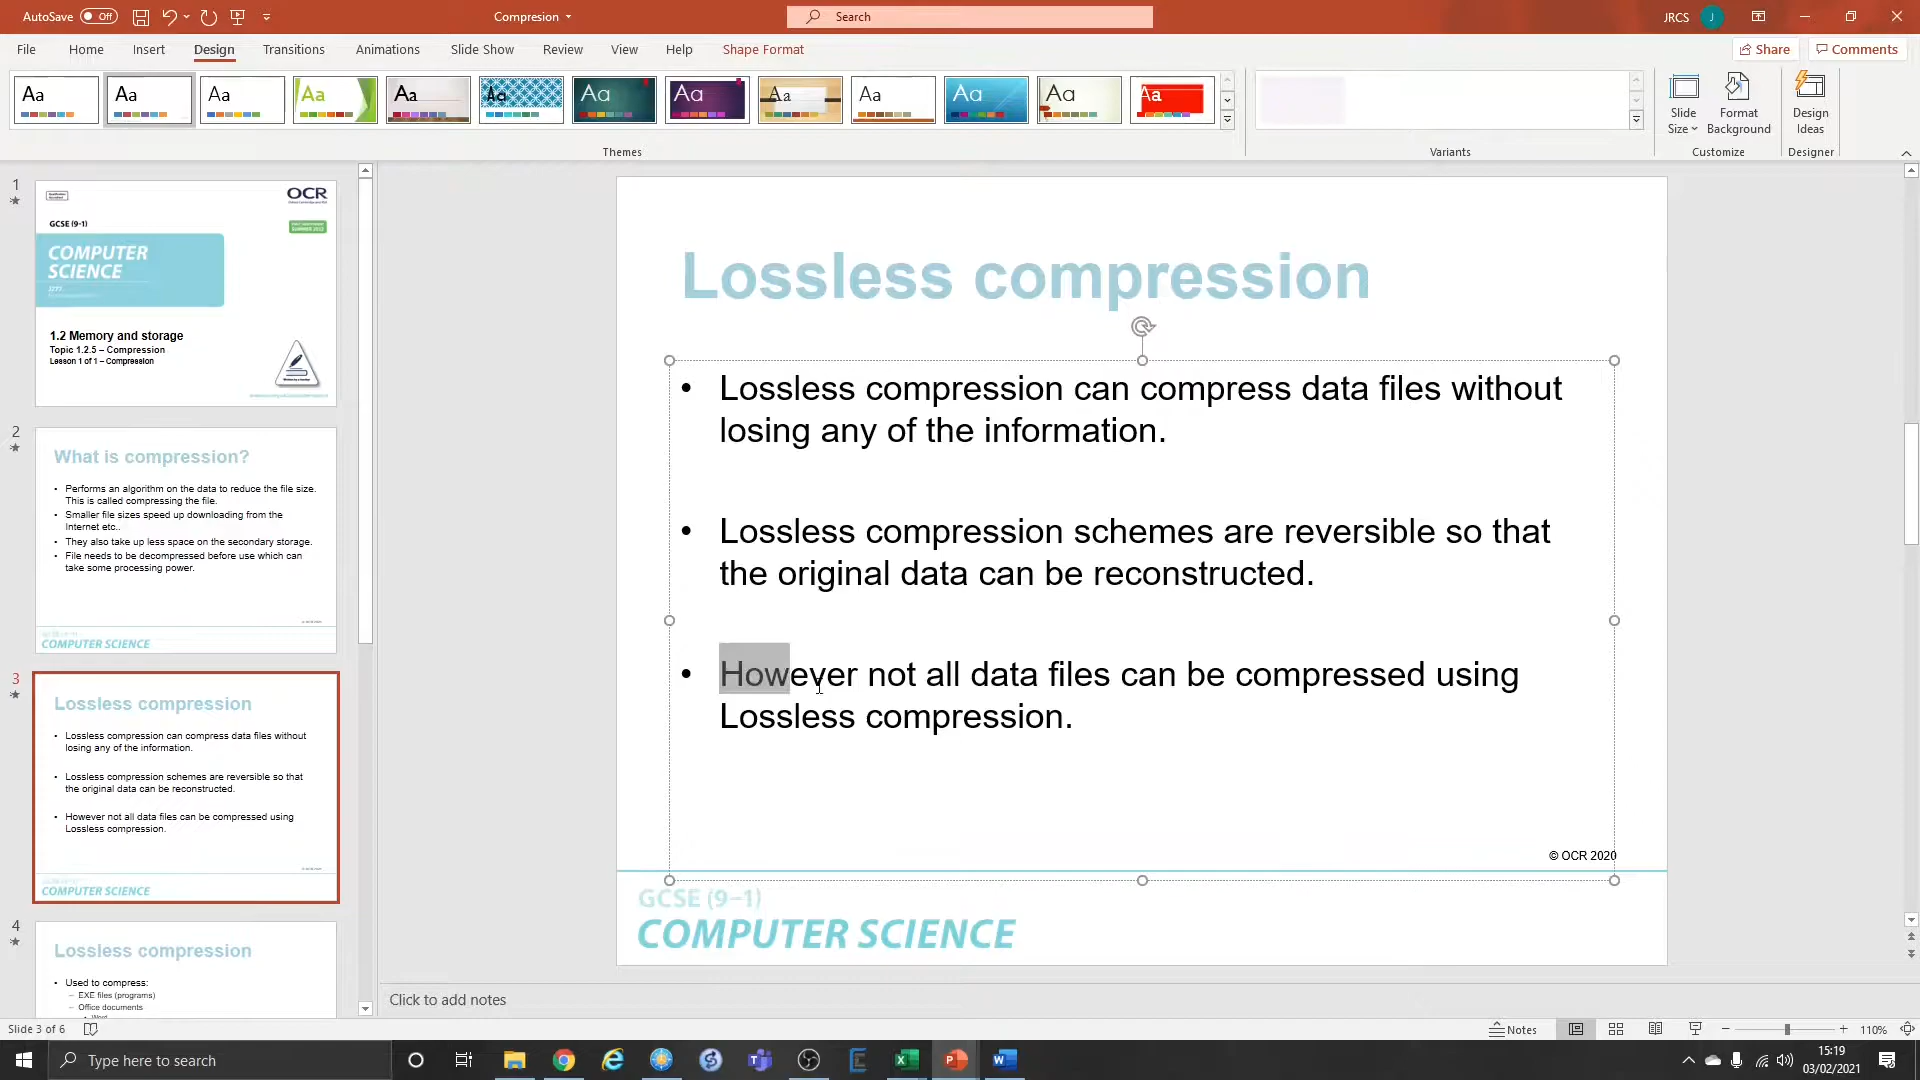 AutoSave Off
Compresion
Search
JRCS
J
File Home Insert Design Transitions Animations Slide Show Review View Help Shape Format
Share Comments
Aa Aa Aa Aa Aa Aa Aa Aa Aa Aa Aa Aa Aa
Slide Size
Format Background
Design Ideas
Themes
Variants
Customize
Designer
1
OCR
GCSE (9-1)
COMPUTER
SCIENCE
J277
1.2 Memory and storage
Topic 1.2.5 – Compression
Lesson 1 of 1 – Compression
2
What is compression?
• Performs an algorithm on the data to reduce the file size.
This is called compressing the file.
• Smaller file sizes speed up downloading from the
Internet etc..
• They also take up less space on the secondary storage.
• File needs to be decompressed before use which can
take some processing power.
COMPUTER SCIENCE
3
Lossless compression
• Lossless compression can compress data files without
losing any of the information.
• Lossless compression schemes are reversible so that
the original data can be reconstructed.
• However not all data files can be compressed using
Lossless compression.
COMPUTER SCIENCE
4
Lossless compression
• Used to compress:
– EXE files (programs)
– Office documents
Lossless compression
• Lossless compression can compress data files without
losing any of the information.
• Lossless compression schemes are reversible so that
the original data can be reconstructed.
• However not all data files can be compressed using
Lossless compression.
© OCR 2020
GCSE (9–1)
COMPUTER SCIENCE
Click to add notes
Slide 3 of 6
Notes
110%
Type here to search
15:19
03/02/2021